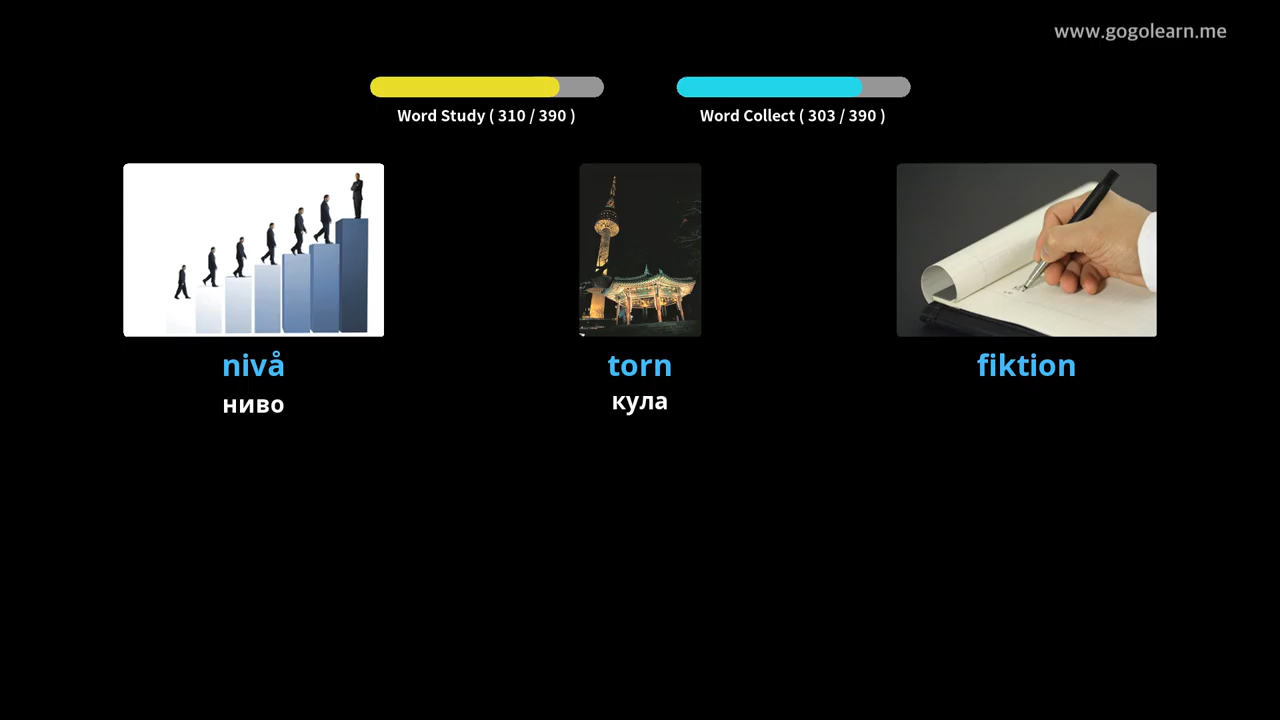 www.gogolearn.me
Word Study ( 310 / 390 )
Word Collect ( 303 / 390 )
nivå
torn
fiktion
ниво
кула